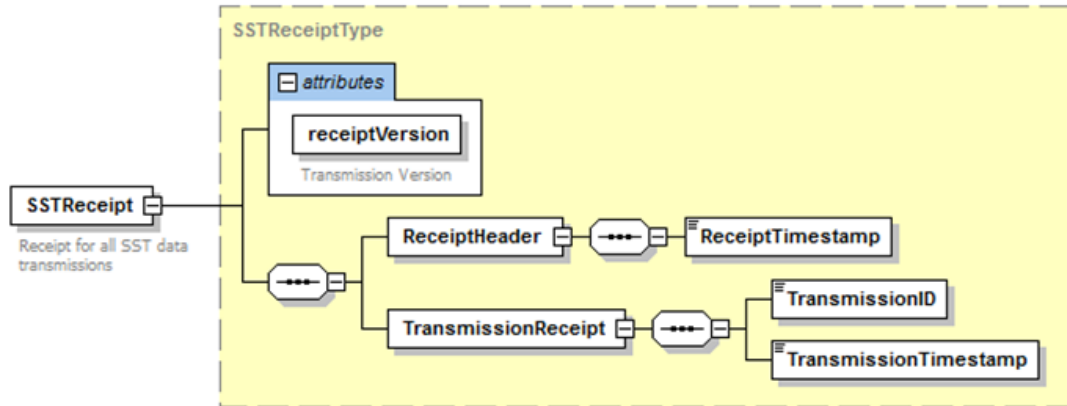 SSTReceiptType
attributes
receiptVersion
Transmission Version
SSTReceipt
Receipt for all SST data
transmissions
ReceiptHeader
ReceiptTimestamp
TransmissionReceipt
TransmissionID
TransmissionTimestamp